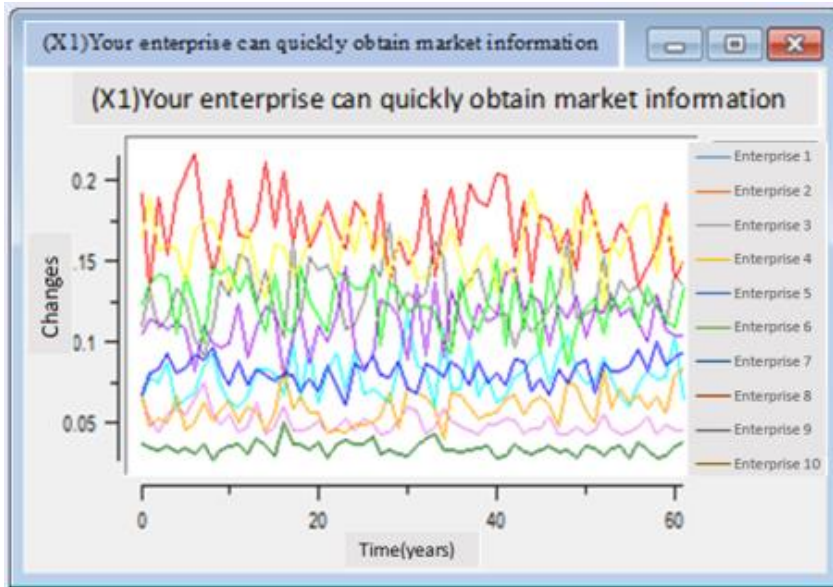 (X1)Your enterprise can quickly obtain market information
(X1)Your enterprise can quickly obtain market information
Changes
0.2
.15
0.1
0.05
0
20
40
60
Time(years)
Enterprise 1
Enterprise 2
Enterprise 3
Enterprise 4
Enterprise 5
Enterprise 6
Enterprise 7
Enterprise 8
Enterprise 9
Enterprise 10